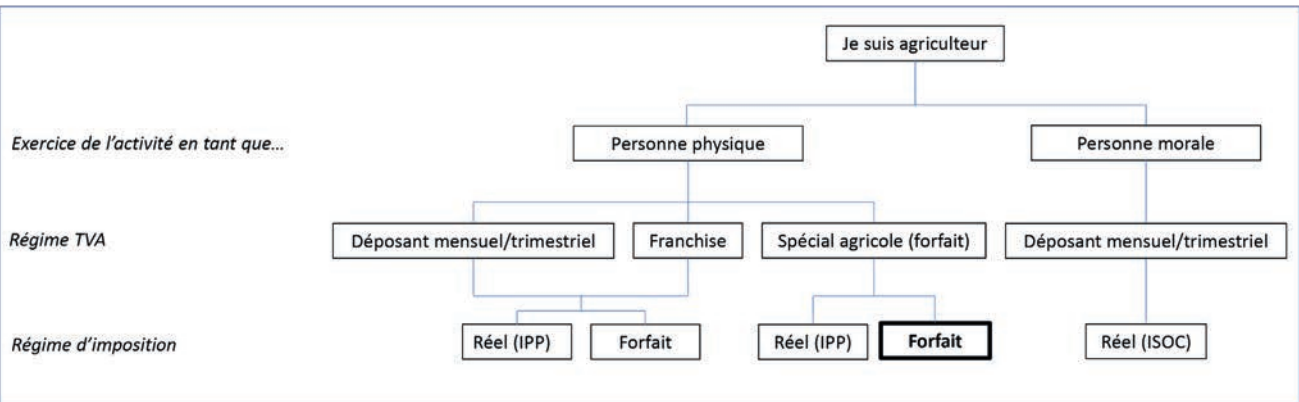 Je suis agriculteur
Exercice de l'activité en tant que...
Personne physique
Personne morale
Régime TVA
Déposant mensuel/trimestriel
Franchise
Spécial agricole (forfait)
Déposant mensuel/trimestriel
Régime d'imposition
Réel (IPP)
Forfait
Réel (IPP)
Forfait
Réel (ISOC)